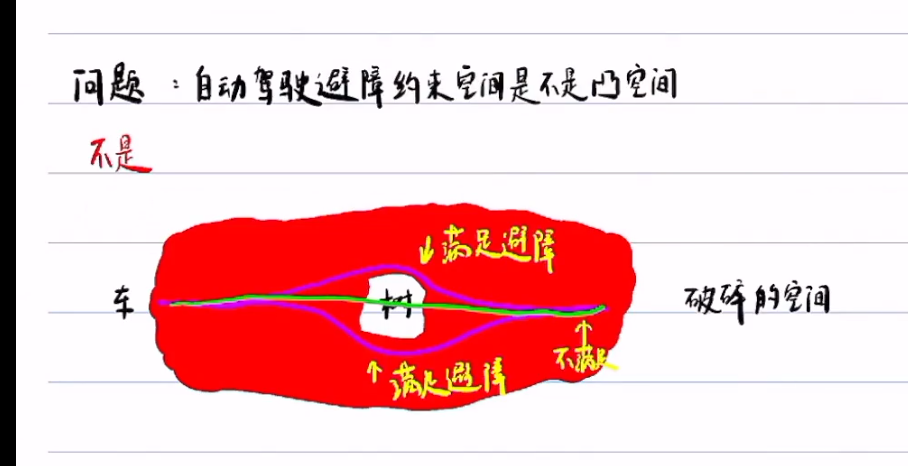 问题：自动驾驶避障约束空间是不是凸空间
不是
↓满足避障
车
树
破碎的空间
↑
不满足
↑满足避障